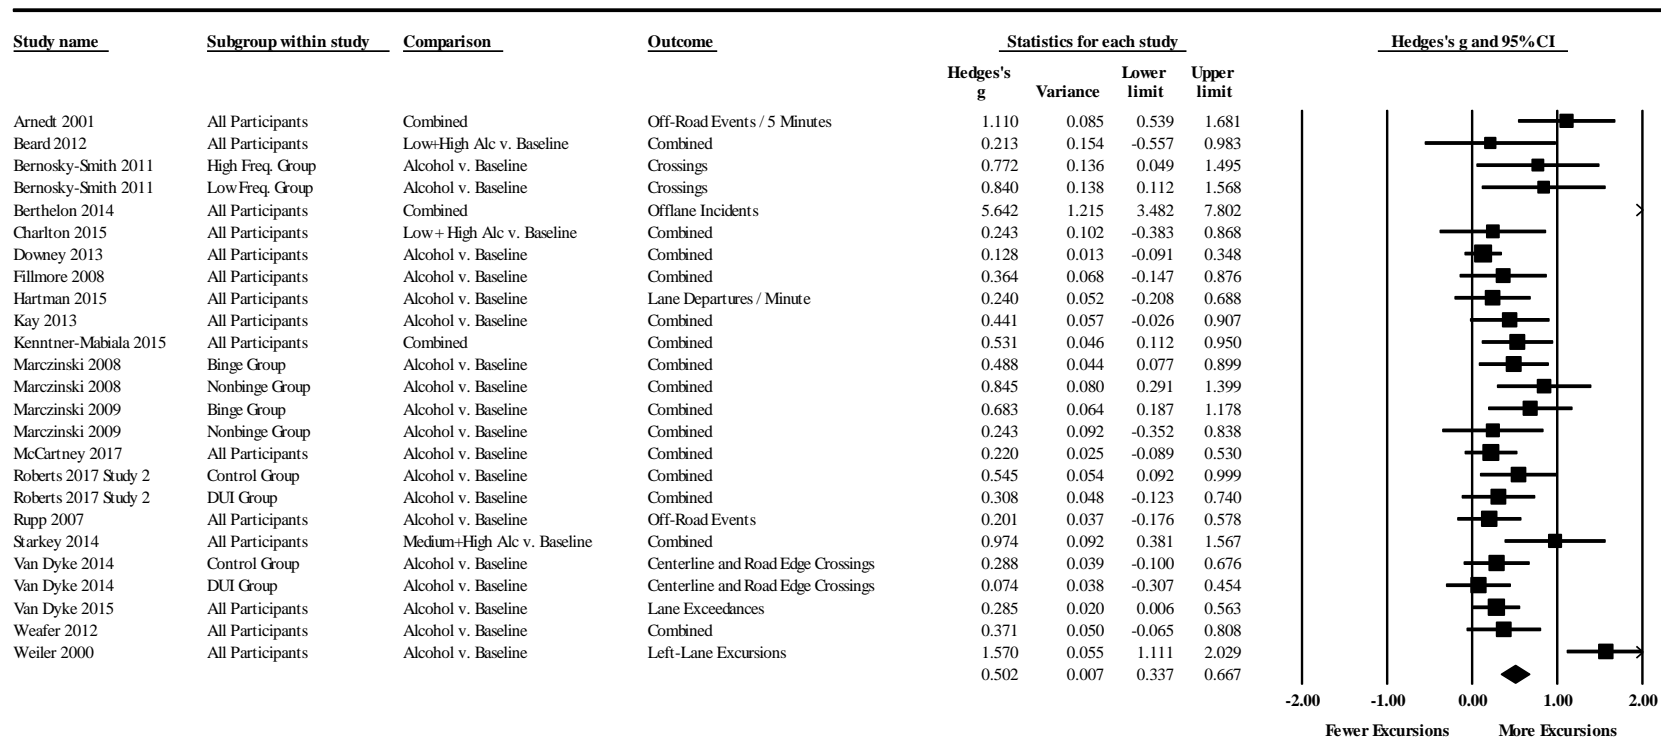 Study name Subgroup within study Comparison Outcome Statistics for each study Hedges's g and 95% CI
Hedges's Lower Upper
g Variance limit limit
Arnedt 2001 All Participants Combined Off-Road Events / 5 Minutes 1.110 0.085 0.539 1.681
Beard 2012 All Participants Low+High Alc v. Baseline Combined 0.213 0.154 -0.557 0.983
Bernosky-Smith 2011 High Freq. Group Alcohol v. Baseline Crossings 0.772 0.136 0.049 1.495
Bernosky-Smith 2011 Low Freq. Group Alcohol v. Baseline Crossings 0.840 0.138 0.112 1.568
Berthelon 2014 All Participants Combined Offlane Incidents 5.642 1.215 3.482 7.802
Charlton 2015 All Participants Low + High Alc v. Baseline Combined 0.243 0.102 -0.383 0.868
Downey 2013 All Participants Alcohol v. Baseline Combined 0.128 0.013 -0.091 0.348
Fillmore 2008 All Participants Alcohol v. Baseline Combined 0.364 0.068 -0.147 0.876
Hartman 2015 All Participants Alcohol v. Baseline Lane Departures / Minute 0.240 0.052 -0.208 0.688
Kay 2013 All Participants Alcohol v. Baseline Combined 0.441 0.057 -0.026 0.907
Kenntner-Mabiala 2015 All Participants Combined Combined 0.531 0.046 0.112 0.950
Marczinski 2008 Binge Group Alcohol v. Baseline Combined 0.488 0.044 0.077 0.899
Marczinski 2008 Nonbinge Group Alcohol v. Baseline Combined 0.845 0.080 0.291 1.399
Marczinski 2009 Binge Group Alcohol v. Baseline Combined 0.683 0.064 0.187 1.178
Marczinski 2009 Nonbinge Group Alcohol v. Baseline Combined 0.243 0.092 -0.352 0.838
McCartney 2017 All Participants Alcohol v. Baseline Combined 0.220 0.025 -0.089 0.530
Roberts 2017 Study 2 Control Group Alcohol v. Baseline Combined 0.545 0.054 0.092 0.999
Roberts 2017 Study 2 DUI Group Alcohol v. Baseline Combined 0.308 0.048 -0.123 0.740
Rupp 2007 All Participants Alcohol v. Baseline Off-Road Events 0.201 0.037 -0.176 0.578
Starkey 2014 All Participants Medium+High Alc v. Baseline Combined 0.974 0.092 0.381 1.567
Van Dyke 2014 Control Group Alcohol v. Baseline Centerline and Road Edge Crossings 0.288 0.039 -0.100 0.676
Van Dyke 2014 DUI Group Alcohol v. Baseline Centerline and Road Edge Crossings 0.074 0.038 -0.307 0.454
Van Dyke 2015 All Participants Alcohol v. Baseline Lane Exceedances 0.285 0.020 0.006 0.563
Weafer 2012 All Participants Alcohol v. Baseline Combined 0.371 0.050 -0.065 0.808
Weiler 2000 All Participants Alcohol v. Baseline Left-Lane Excursions 1.570 0.055 1.111 2.029
0.502 0.007 0.337 0.667
-2.00 -1.00 0.00 1.00 2.00
Fewer Excursions More Excursions